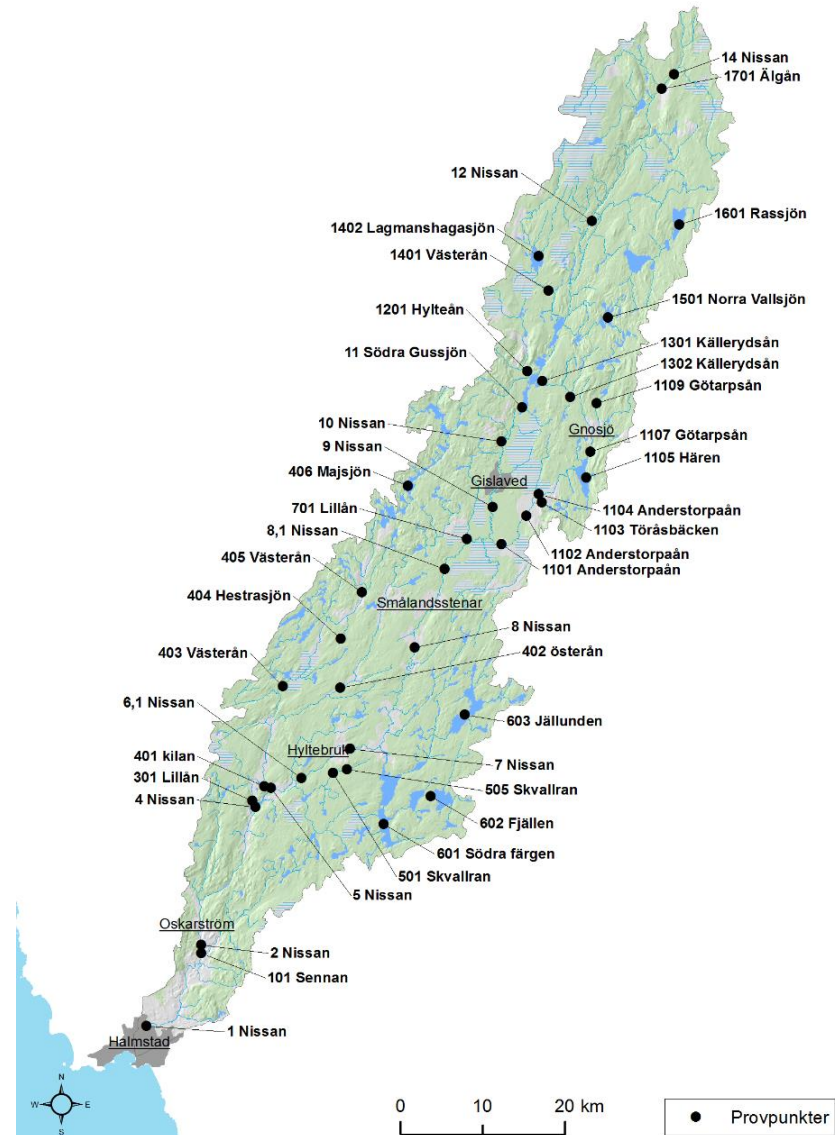 14 Nissan
1701 Älgån
12 Nissan
1601 Rassjön
1402 Lagmanshagasjön
1401 Västerån
1501 Norra Vallsjön
1201 Hylteån
1301 Källerydsån
11 Södra Gussjön
1302 Källerydsån
1109 Götarpsån
10 Nissan
Gnosjö
1107 Götarpsån
9 Nissan
1105 Hären
406 Majsjön
Gislaved
1104 Anderstorpaån
701 Lillån
1103 Töråsbäcken
8,1 Nissan
1102 Anderstorpaån
1101 Anderstorpaån
405 Västerån
404 Hestrasjön
Smålandsstenar
8 Nissan
402 österån
403 Västerån
6,1 Nissan
603 Jällunden
Hyltebruk
401 kilan
7 Nissan
301 Lillån
505 Skvallran
4 Nissan
602 Fjällen
601 Södra färgen
501 Skvallran
5 Nissan
Oskarström
2 Nissan
101 Sennan
1 Nissan
Halmstad
N
W E
S
0 10 20 km
Provpunkter